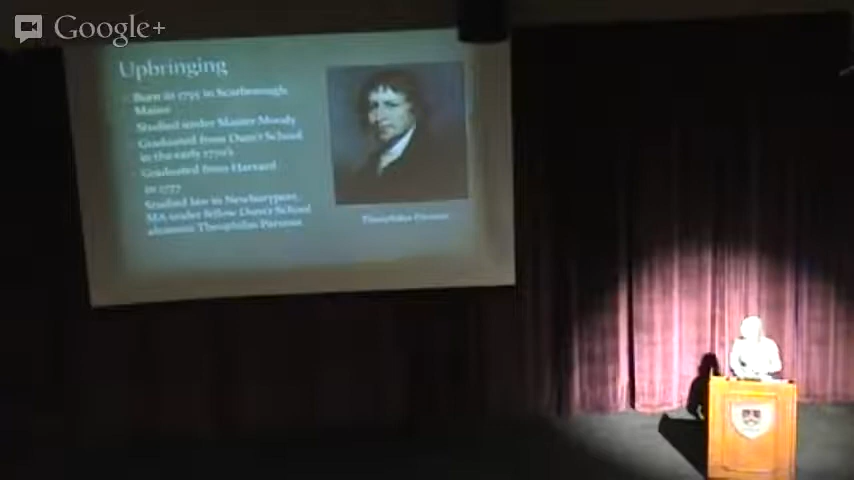 Google+
Upbringing
Born in 1755 in Scarborough,
Maine
Studied under Master Moody
Graduated from Dum'r School
in the early 1770's
Graduated from Harvard
in 1777
Studied law in Newburyport,
MA under fellow Dum'r School
alumnus Theophilus Parsons
Theophilus Parsons